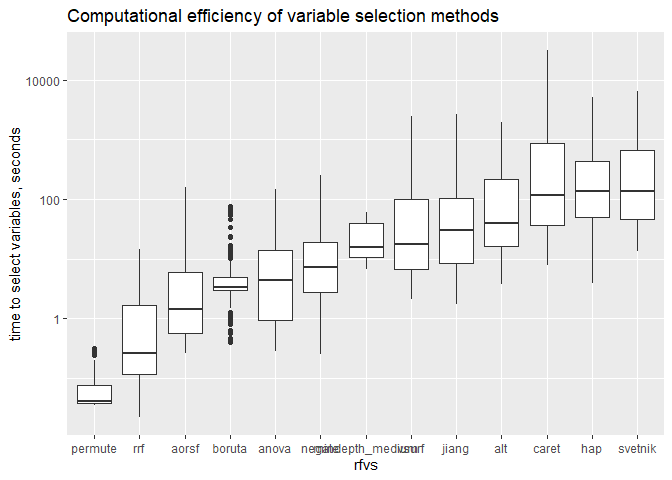 Computational efficiency of variable selection methods
time to select variables, seconds
10000
100
1
permute rrf aorsf boruta anova jiang alt caret hap svetnik
rfvs